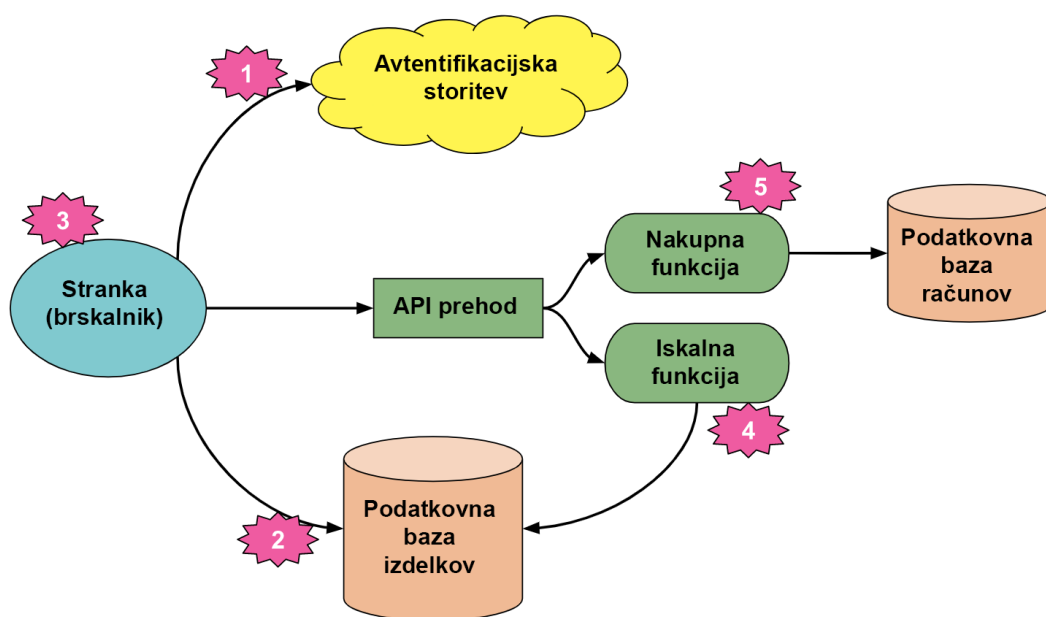 1
Avtentifikacijska
storitev
3
Stranka
(brskalnik)
API prehod
5
Nakupna
funkcija
Podatkovna
baza
računov
Iskalna
funkcija
4
2
Podatkovna
baza
izdelkov